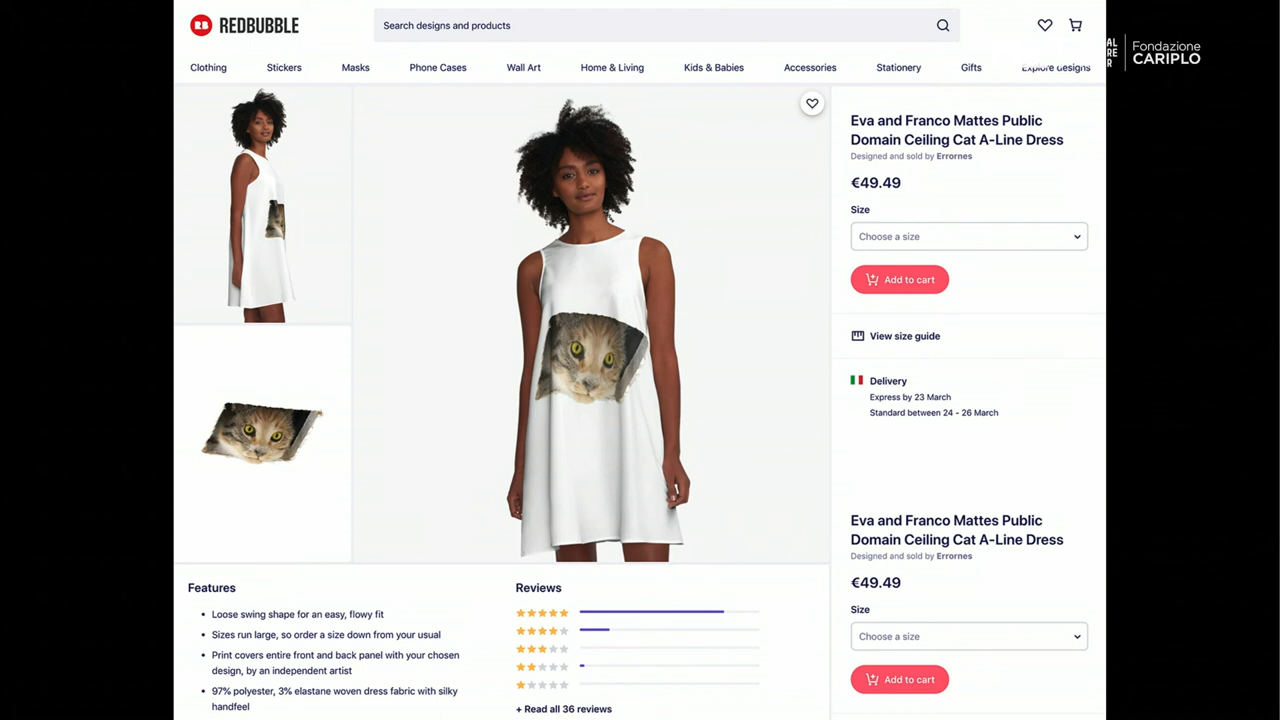 RB REDBUBBLE
Search designs and products
AL
RE
R
Fondazione
CARIPLO
Clothing
Stickers
Masks
Phone Cases
Wall Art
Home & Living
Kids & Babies
Accessories
Stationery
Gifts
Explore designs
Eva and Franco Mattes Public
Domain Ceiling Cat A-Line Dress
Designed and sold by Errornes
€49.49
Size
Choose a size
Add to cart
View size guide
Delivery
Express by 23 March
Standard between 24 - 26 March
Eva and Franco Mattes Public
Domain Ceiling Cat A-Line Dress
Designed and sold by Errornes
€49.49
Size
Choose a size
Add to cart
Features
• Loose swing shape for an easy, flowy fit
• Sizes run large, so order a size down from your usual
• Print covers entire front and back panel with your chosen
design, by an independent artist
• 97% polyester, 3% elastane woven dress fabric with silky
handfeel
Reviews
+ Read all 36 reviews